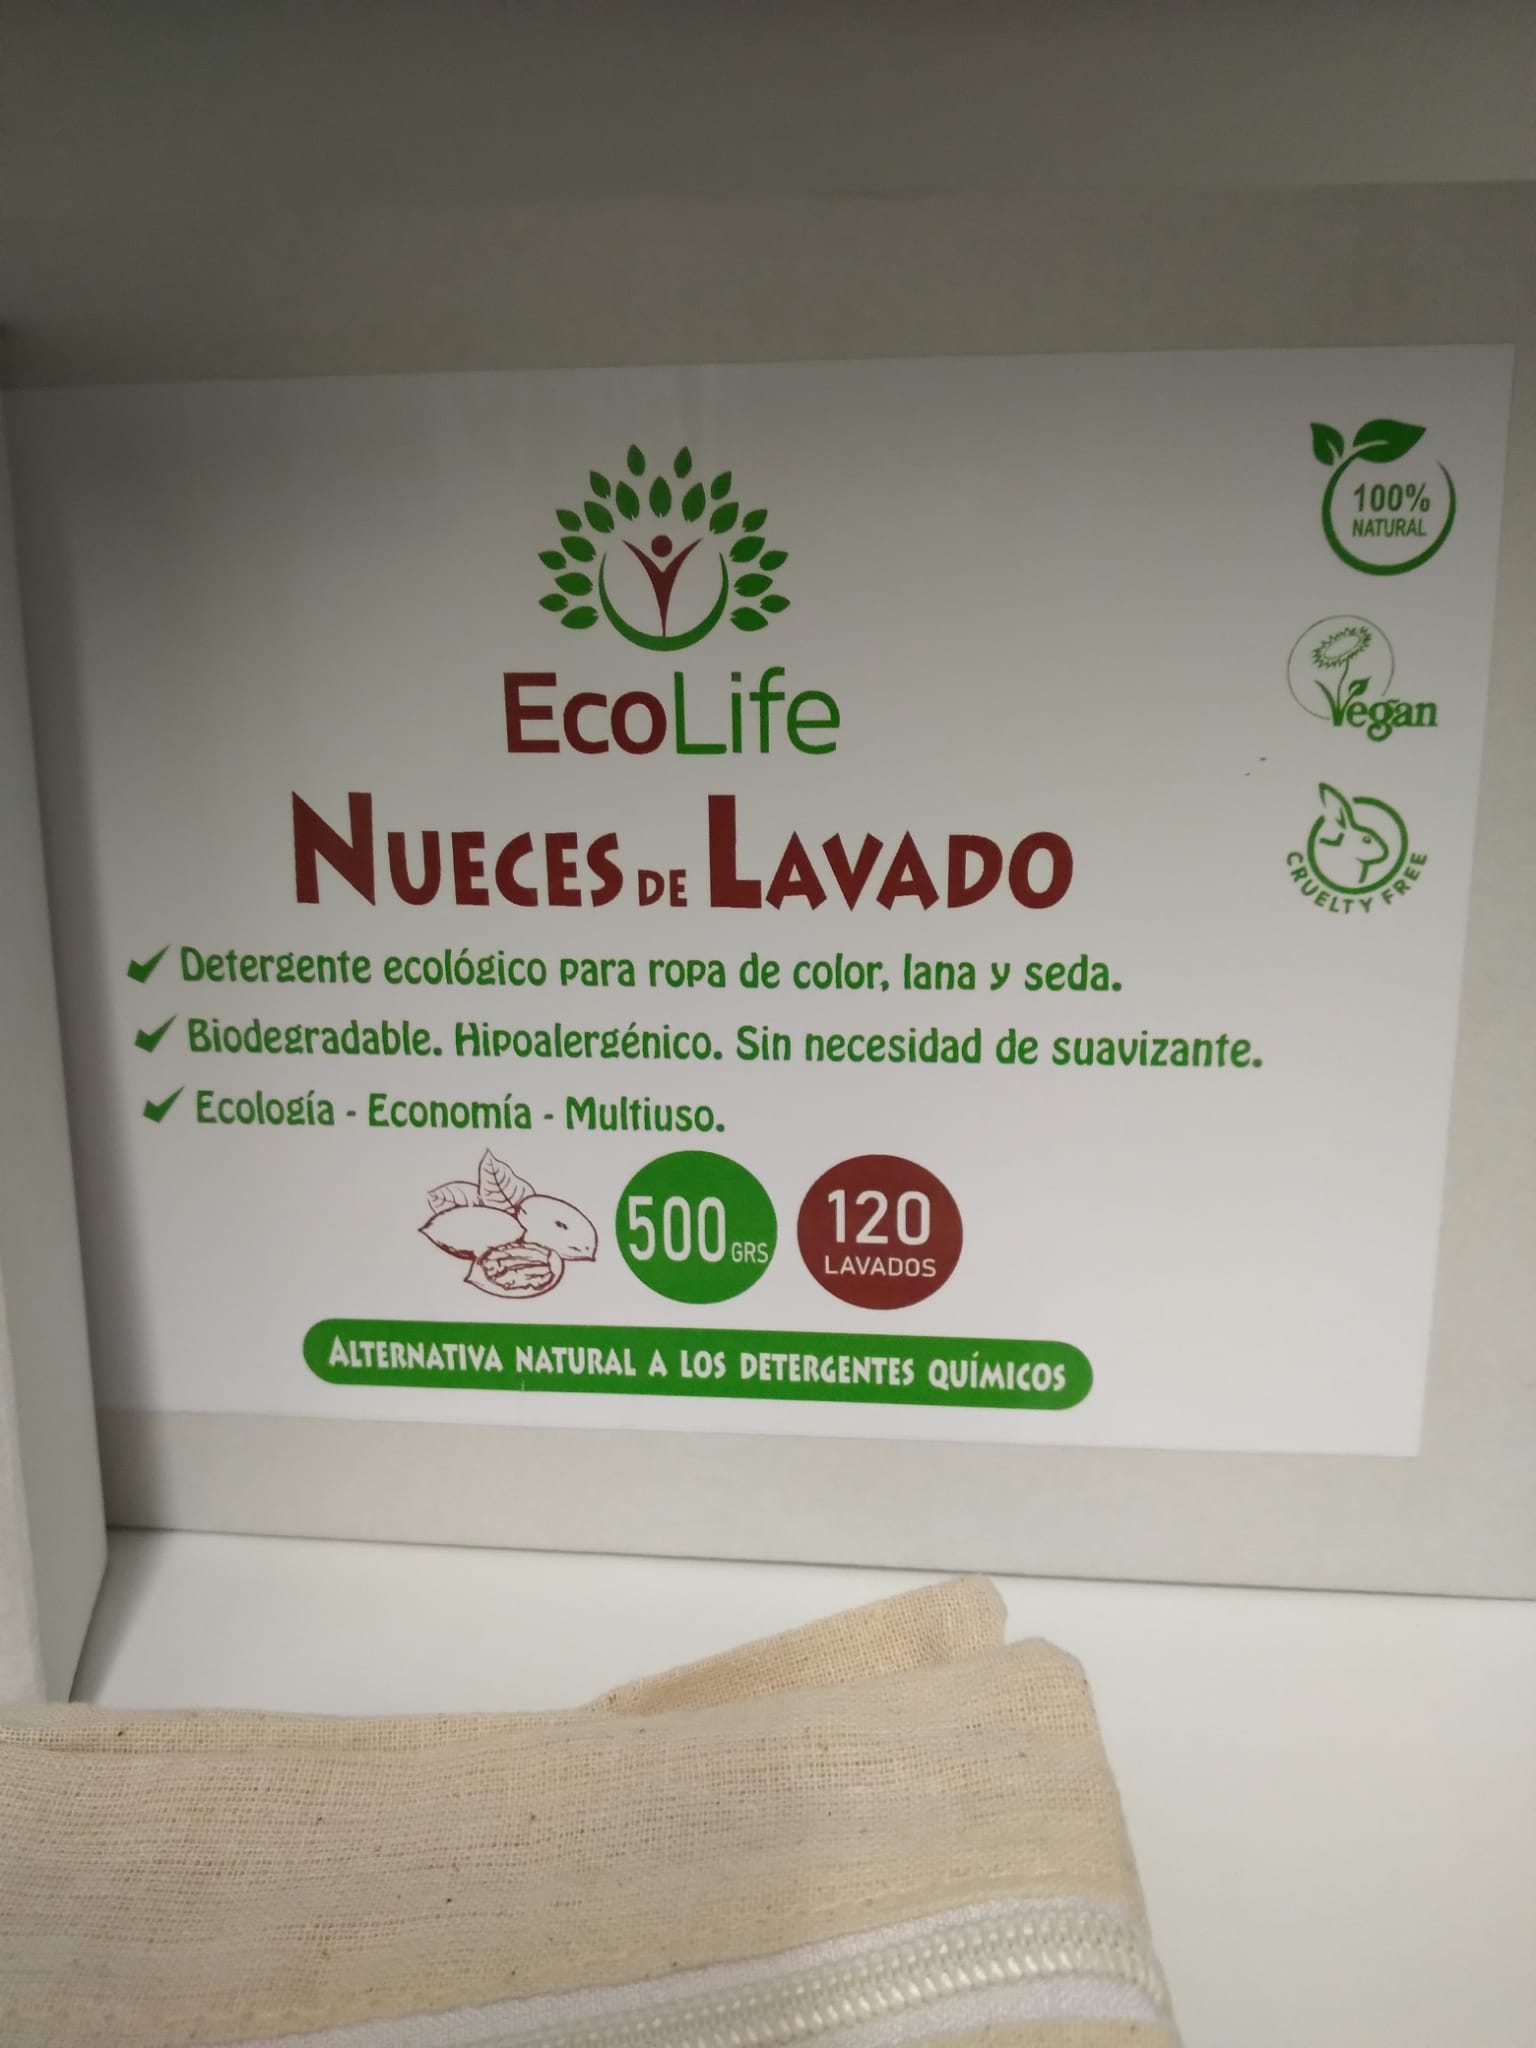 100%
NATURAL
Vegan
CRUELTY FREE
EcoLife
NUECES DE LAVADO
Detergente ecológico para ropa de color, lana y seda.
Biodegradable. Hipoalergénico. Sin necesidad de suavizante.
Ecología - Economía - Multiuso.
500 GRS
120
LAVADOS
ALTERNATIVA NATURAL A LOS DETERGENTES QUÍMICOS